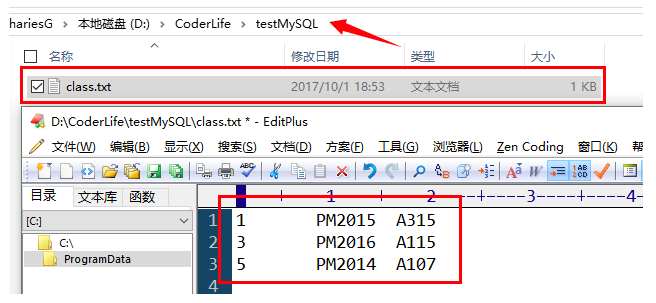 hariesG > 本地磁盘 (D:) > CoderLife > testMySQL
名称 修改日期 类型 大小
class.txt 2017/10/1 18:53 文本文档 1 KB
D:\CoderLife\testMySQL\class.txt * - EditPlus
文件(W) 编辑(B) 显示(X) 搜索(S) 文档(D) 方案(F) 工具(G) 浏览器(L) Zen Coding 窗口(K)
目录 文本库 函数
1 2 3 4
[C:]
C:\
ProgramData
1 1 PM2015 A315
2 3 PM2016 A115
3 5 PM2014 A107
4